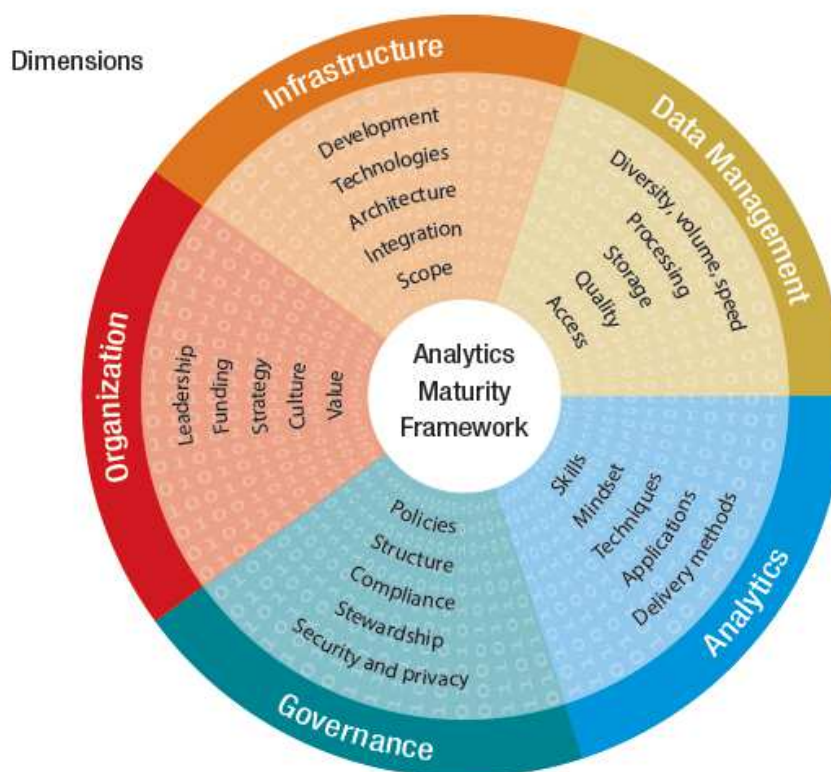 Dimensions
Infrastructure
Development
Technologies
Architecture
Integration
Scope
Data Management
Diversity, volume, speed
Processing
Storage
Quality
Access
Organization
Leadership
Funding
Strategy
Culture
Value
Analytics
Maturity
Framework
Skills
Mindset
Techniques
Applications
Delivery methods
Analytics
Policies
Structure
Compliance
Stewardship
Security and privacy
Governance